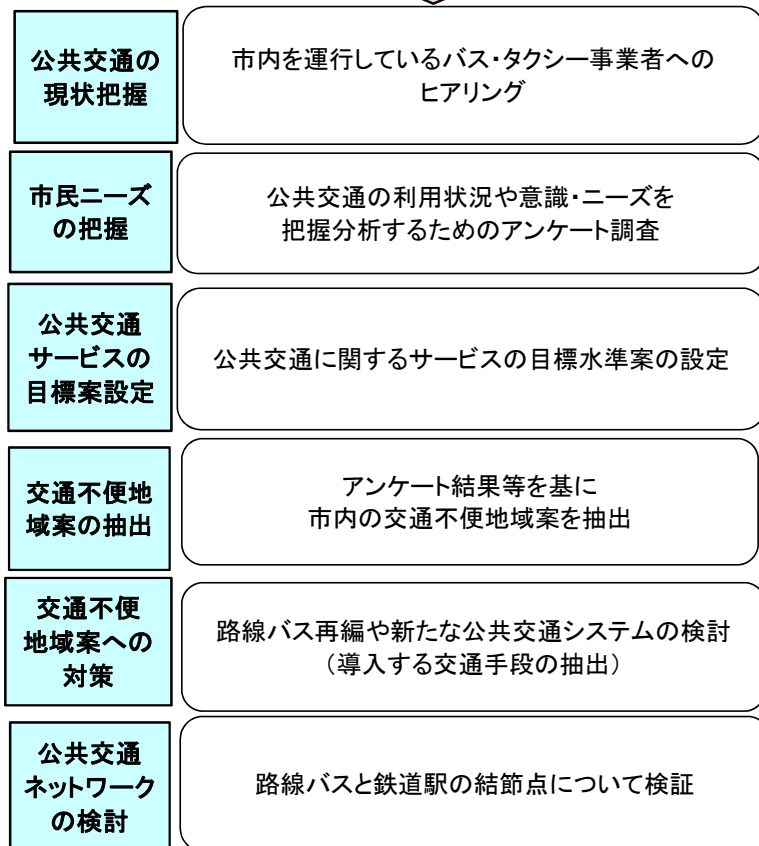 公共交通の
現状把握
市内を運行しているバス・タクシー事業者への
ヒアリング
市民ニーズ
の把握
公共交通の利用状況や意識・ニーズを
把握分析するためのアンケート調査
公共交通
サービスの
目標案設定
公共交通に関するサービスの目標水準案の設定
交通不便地
域案の抽出
アンケート結果等を基に
市内の交通不便地域案を抽出
交通不便
地域案への
対策
路線バス再編や新たな公共交通システムの検討
（導入する交通手段の抽出）
公共交通
ネットワーク
の検討
路線バスと鉄道駅の結節点について検証